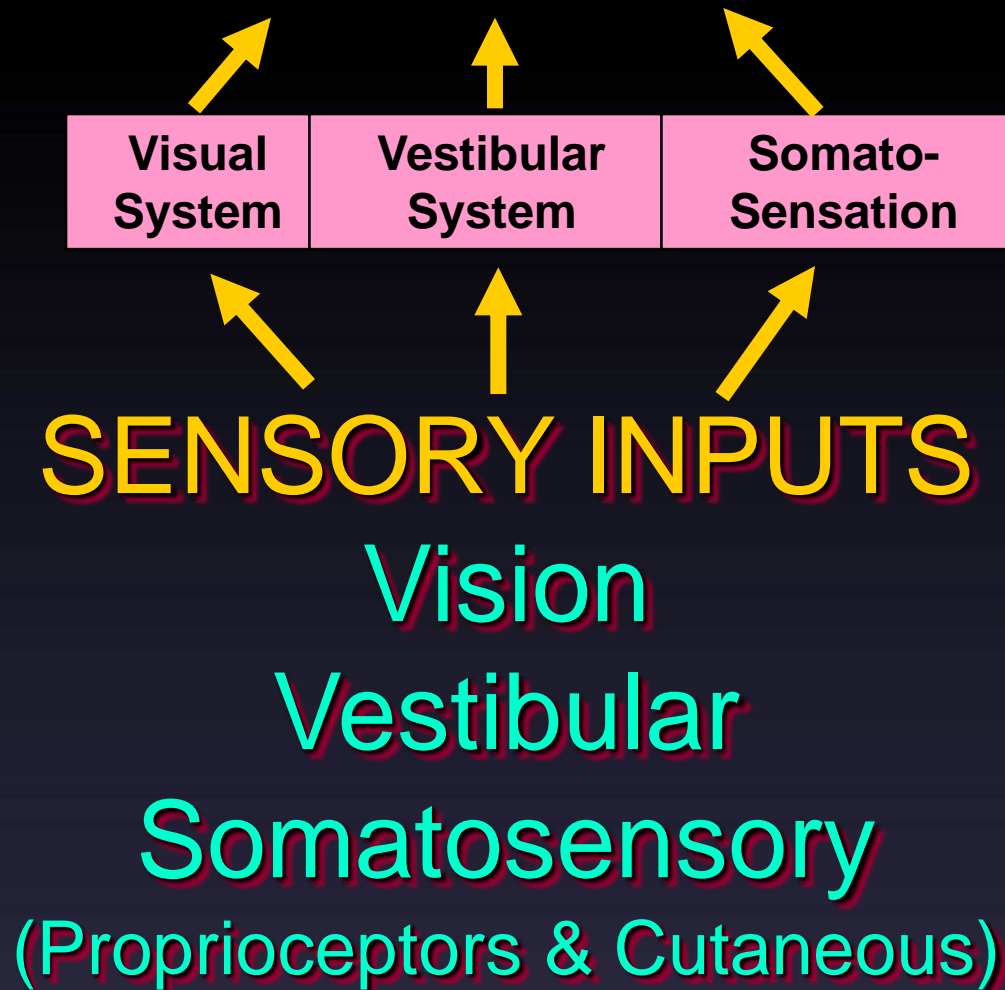 Visual
System
Vestibular
System
Somato-
Sensation
SENSORY INPUTS
Vision
Vestibular
Somatosensory
(Proprioceptors & Cutaneous)